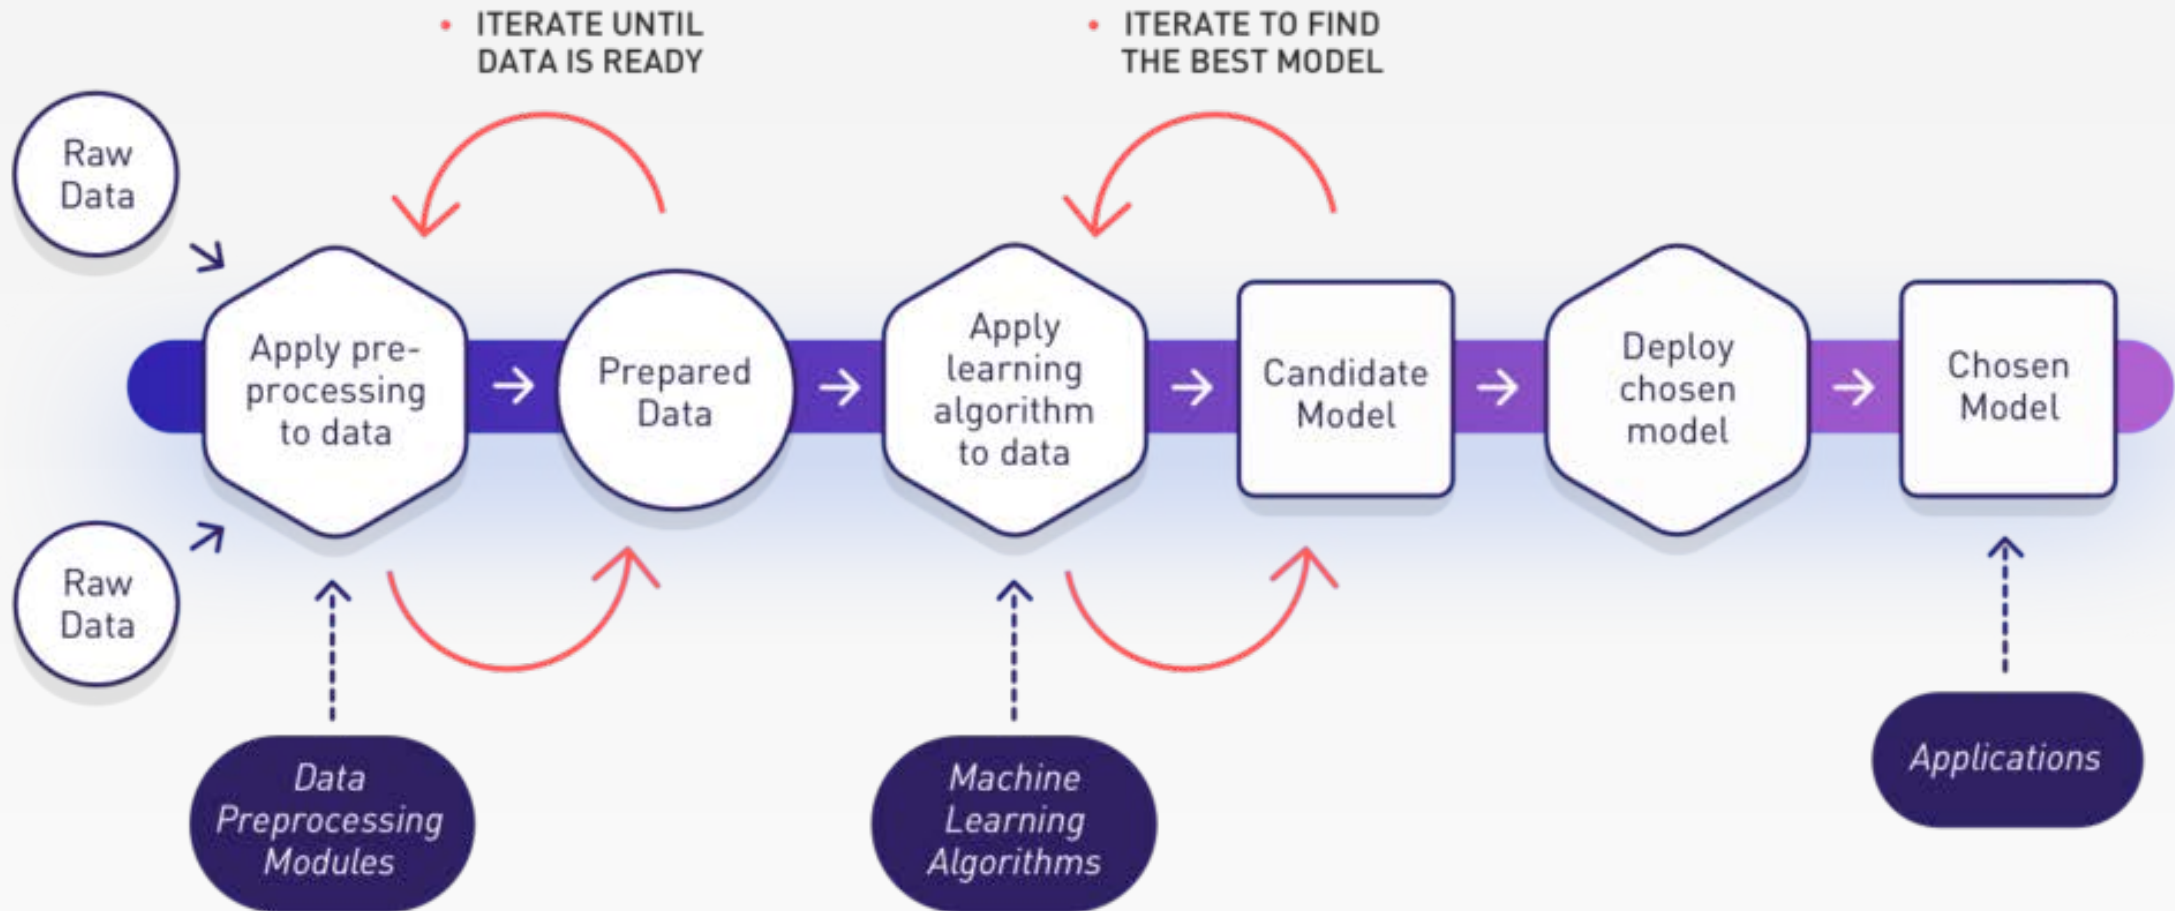 ITERATE UNTIL
DATA IS READY
ITERATE TO FIND
THE BEST MODEL
Raw
Data
Raw
Data
Apply pre-
processing
to data
Prepared
Data
Apply
learning
algorithm
to data
Candidate
Model
Deploy
chosen
model
Chosen
Model
Data
Preprocessing
Modules
Machine
Learning
Algorithms
Applications